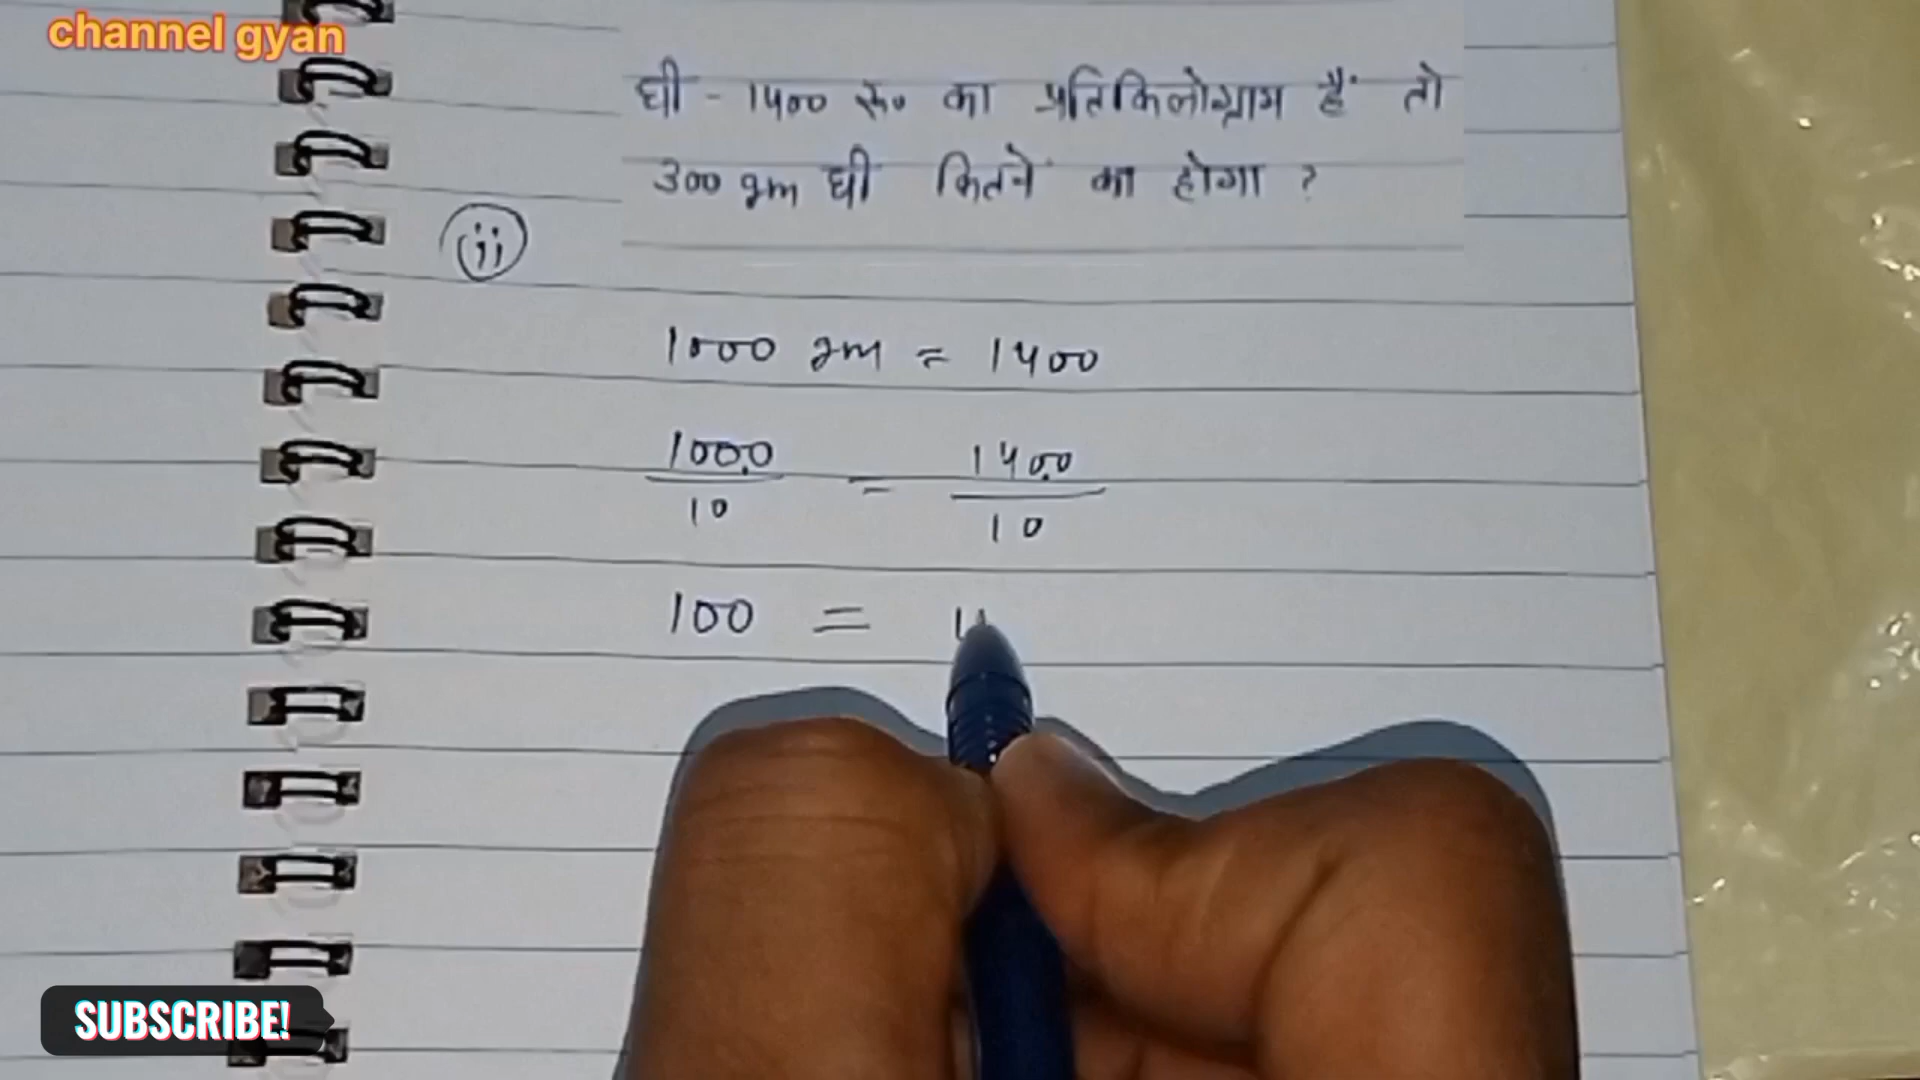 channel gyan
घी - 1400 रू० का प्रतिकिलोग्राम हैं तो
300 gm घी कितने का होगा ?
ii
1000 gm = 1400
1000/10 = 1400/10
100 =
SUBSCRIBE!